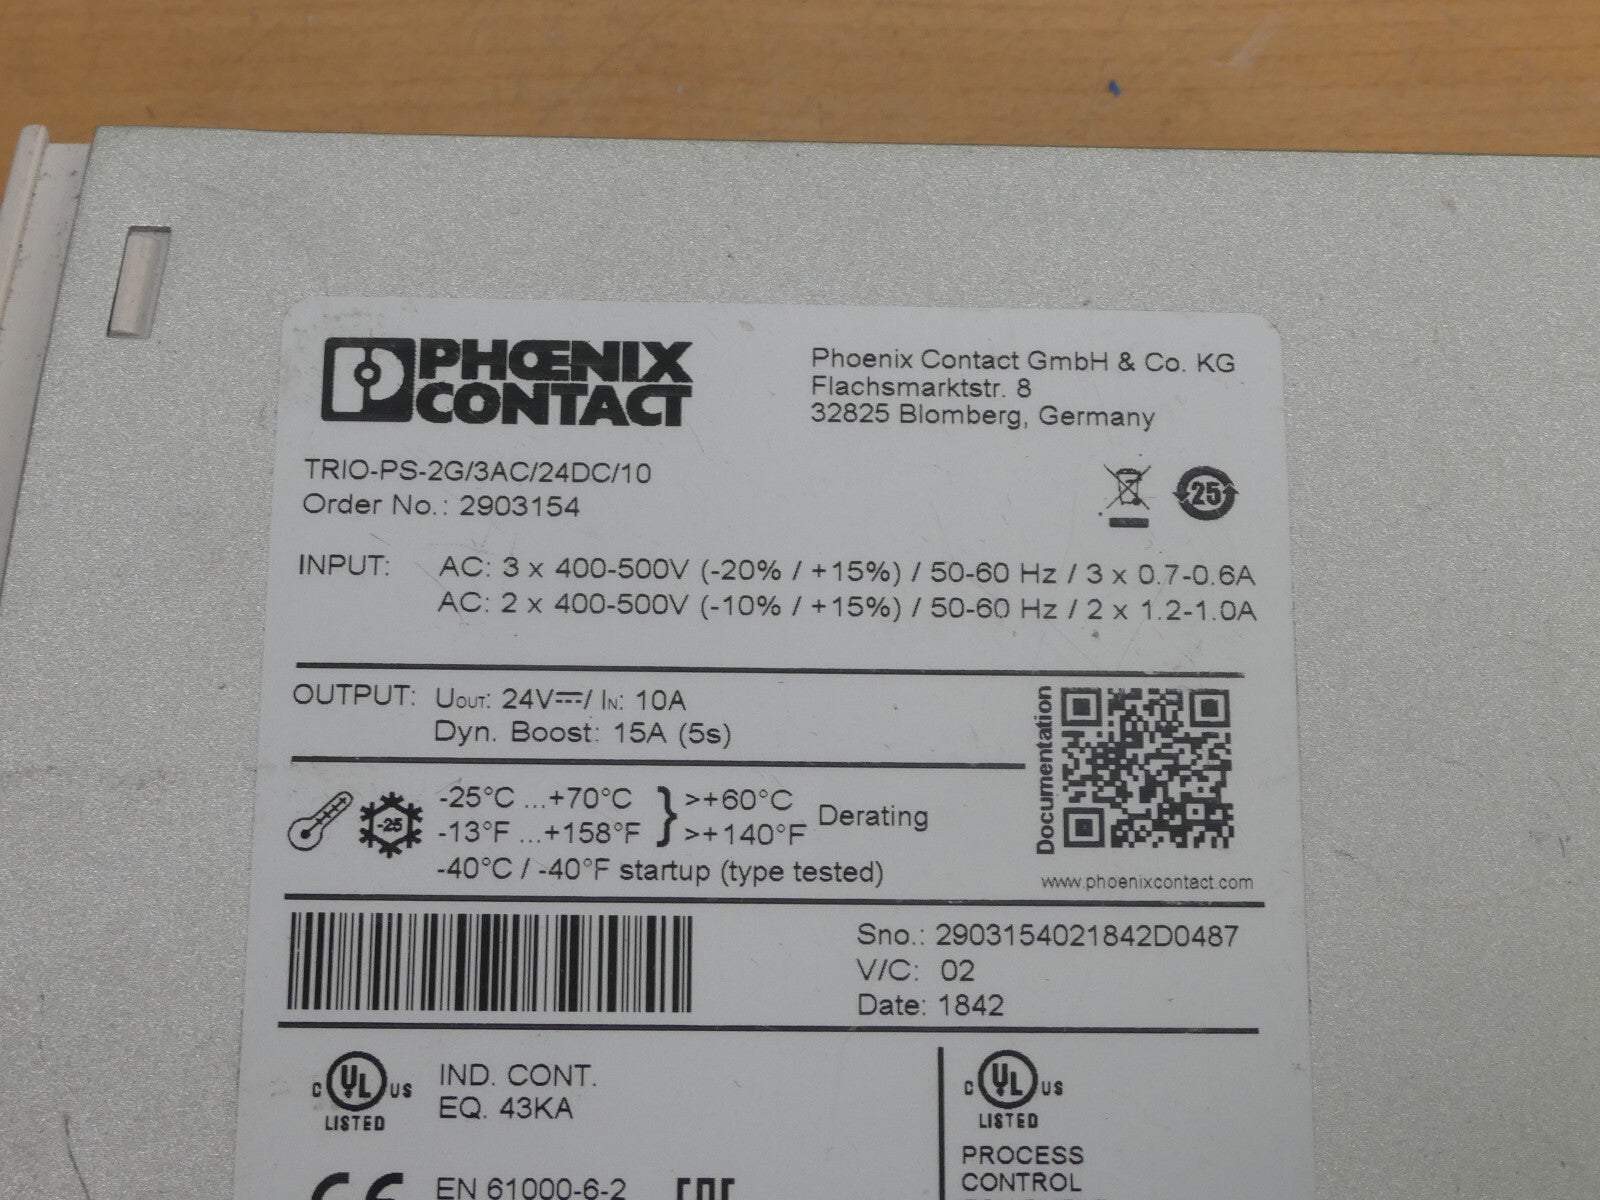 PHOENIX
CONTACT
Phoenix Contact GmbH & Co. KG
Flachsmarktstr. 8
32825 Blomberg, Germany
TRIO-PS-2G/3AC/24DC/10
Order No.: 2903154
25
INPUT: AC: 3 x 400-500V (-20% / +15%) / 50-60 Hz / 3 x 0.7-0.6A
AC: 2 x 400-500V (-10% / +15%) / 50-60 Hz / 2 x 1.2-1.0A
OUTPUT: UOUT: 24V⎓/ IN: 10A
Dyn. Boost: 15A (5s)
Documentation
-25
-25°C ...+70°C } >+60°C Derating
-13°F ...+158°F >+140°F
-40°C / -40°F startup (type tested)
www.phoenixcontact.com
Sno.: 2903154021842D0487
V/C: 02
Date: 1842
C UL US LISTED
IND. CONT.
EQ. 43KA
C UL US LISTED
PROCESS
CONTROL
CE EN 61000-6-2 EAC